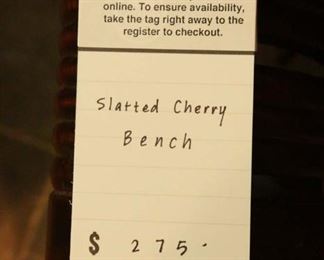 online. To ensure availability,
take the tag right away to the
register to checkout.
Slatted Cherry
Bench
$ 275.